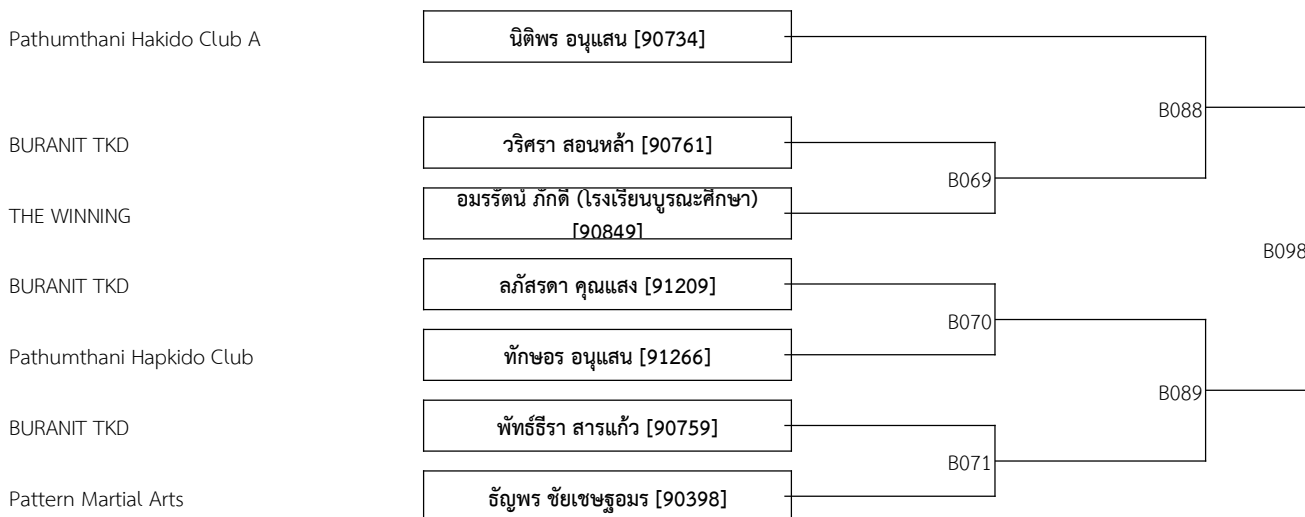 Pathumthani Hakido Club A
นิติพร อนุแสน [90734]
B088
BURANIT TKD
วริศรา สอนหล้า [90761]
B069
THE WINNING
อมรรัตน์ ภักดี (โรงเรียนบูรณะศึกษา)
[90849]
B098
BURANIT TKD
ลภัสรดา คุณแสง [91209]
B070
Pathumthani Hapkido Club
ทักษอร อนุแสน [91266]
B089
BURANIT TKD
พัทธ์ธีรา สารแก้ว [90759]
B071
Pattern Martial Arts
ธัญพร ชัยเชษฐอมร [90398]